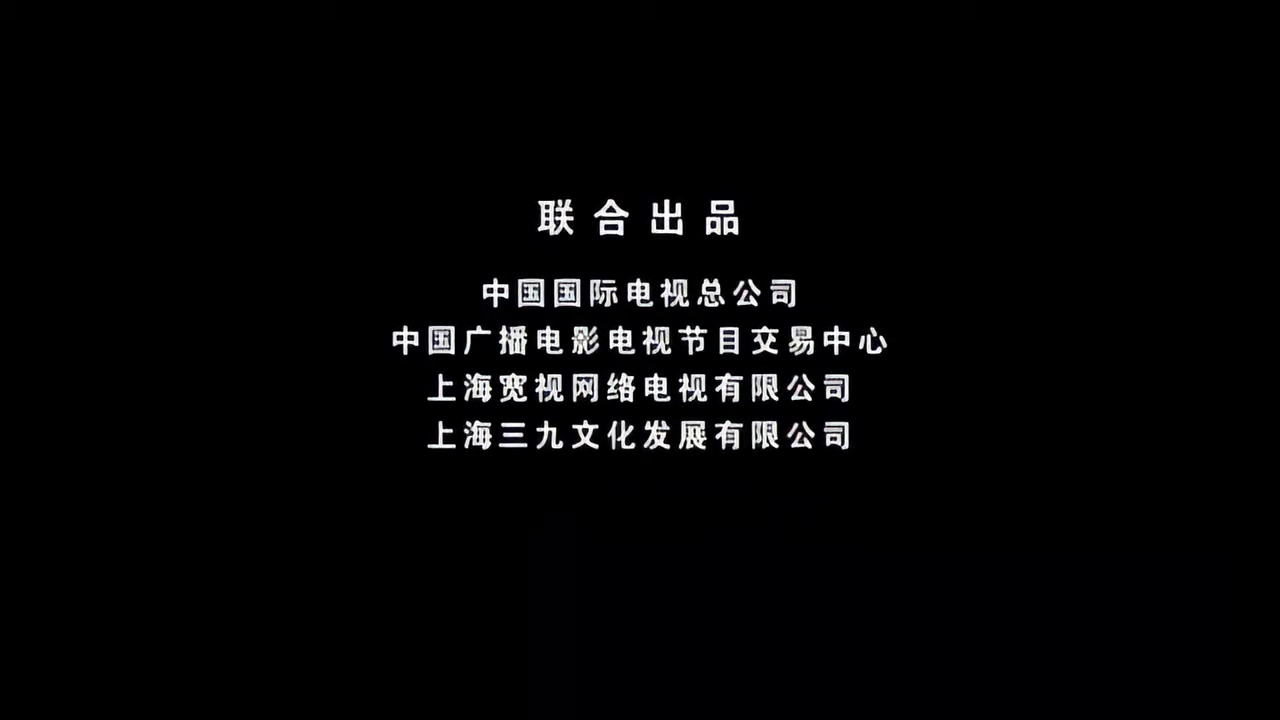 联合出品
中国国际电视总公司
中国广播电影电视节目交易中心
上海宽视网络电视有限公司
上海三九文化发展有限公司